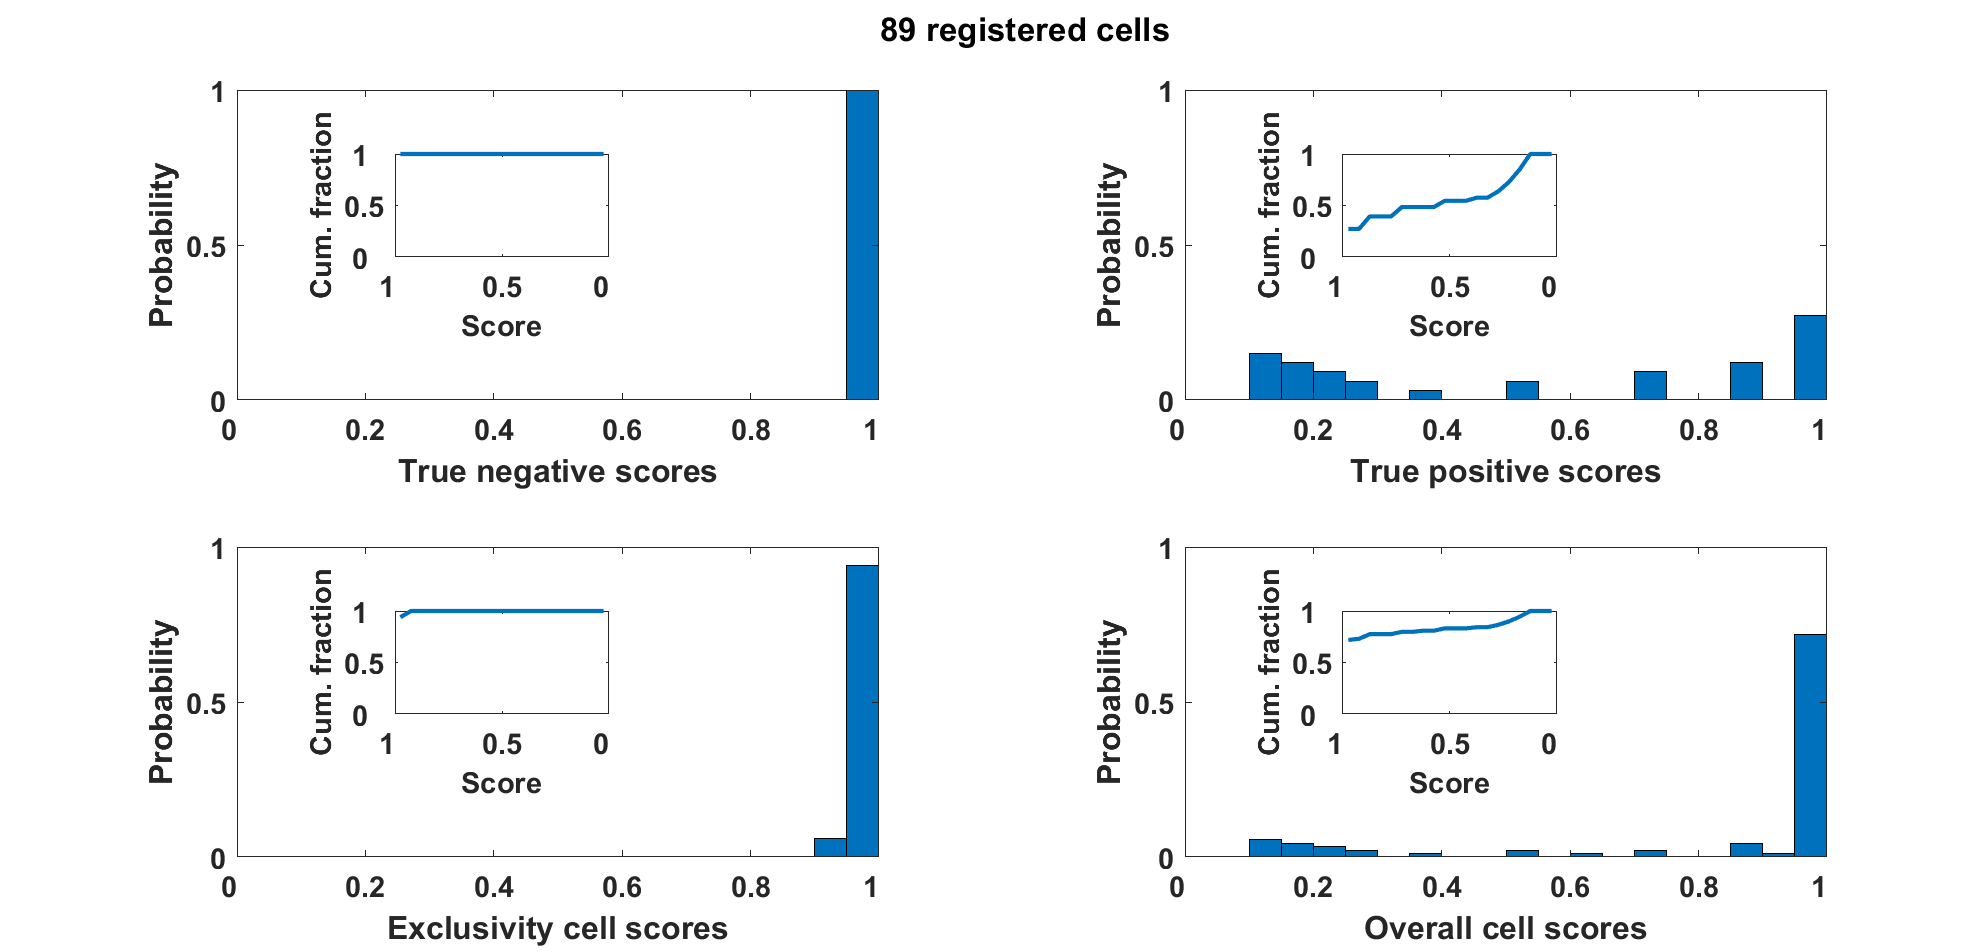 89 registered cells
Probability
1
0.5
0
0 0.2 0.4 0.6 0.8 1
True negative scores
Cum. fraction
1
0.5
0
1 0.5 0
Score
Probability
1
0.5
0
0 0.2 0.4 0.6 0.8 1
True positive scores
Cum. fraction
1
0.5
0
1 0.5 0
Score
Probability
1
0.5
0
0 0.2 0.4 0.6 0.8 1
Exclusivity cell scores
Cum. fraction
1
0.5
0
1 0.5 0
Score
Probability
1
0.5
0
0 0.2 0.4 0.6 0.8 1
Overall cell scores
Cum. fraction
1
0.5
0
1 0.5 0
Score